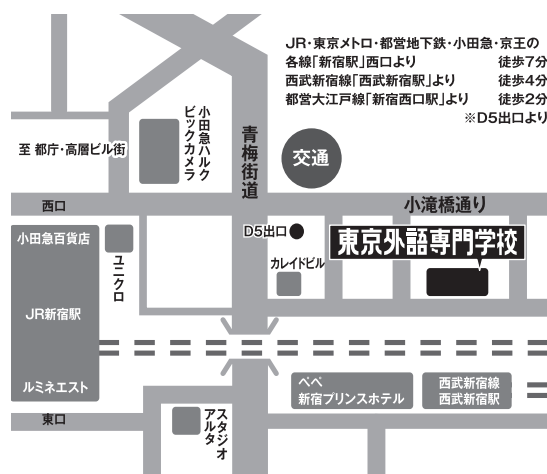 JR・東京メトロ・都営地下鉄・小田急・京王の
各線「新宿駅」西口より 徒歩7分
西武新宿線「西武新宿駅」より 徒歩4分
都営大江戸線「新宿西口駅」より 徒歩2分
※D5出口より
小田急ハルク
ビックカメラ
青梅街道
交通
至 都庁・高層ビル街
西口
小滝橋通り
D5出口
東京外語専門学校
小田急百貨店
ユニクロ
カレイドビル
JR新宿駅
ルミネエスト
ペペ
新宿プリンスホテル
西武新宿線
西武新宿駅
東口
スタジオ
アルタ